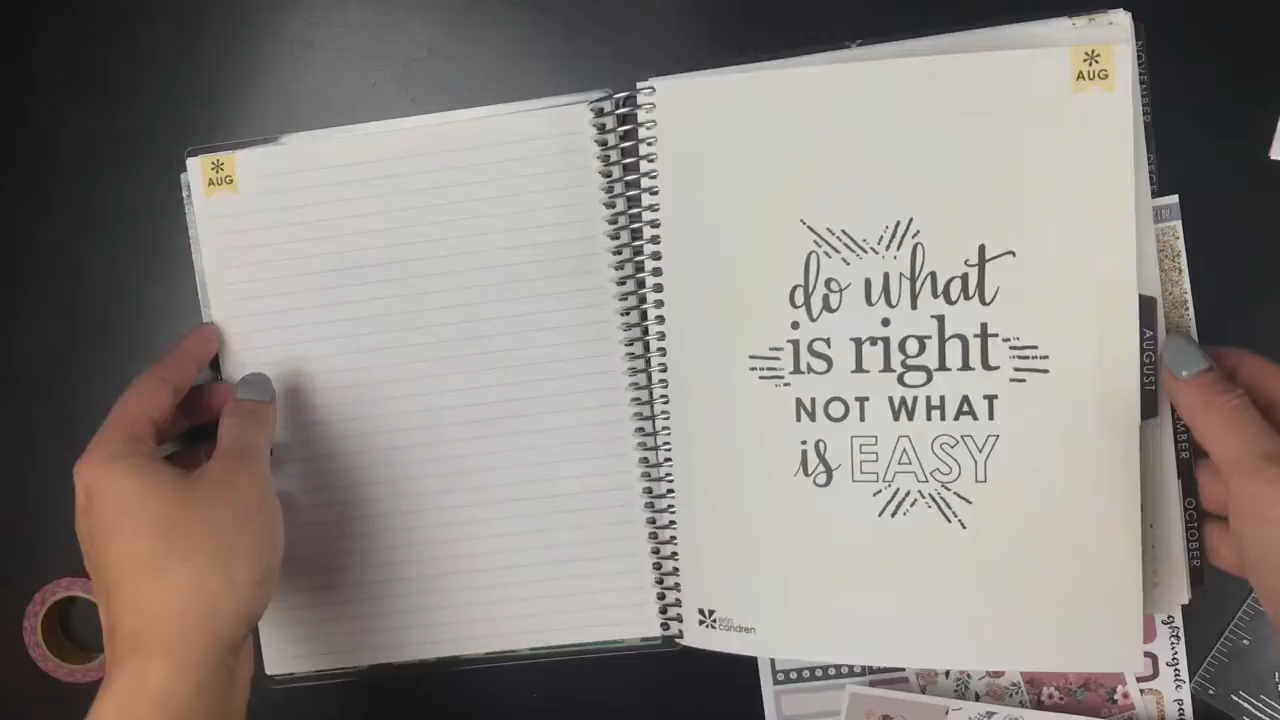 AUG
AUG
do what
is right
NOT WHAT
is EASY
erin
condren
NOVEMBER
AUGUST
OCTOBER